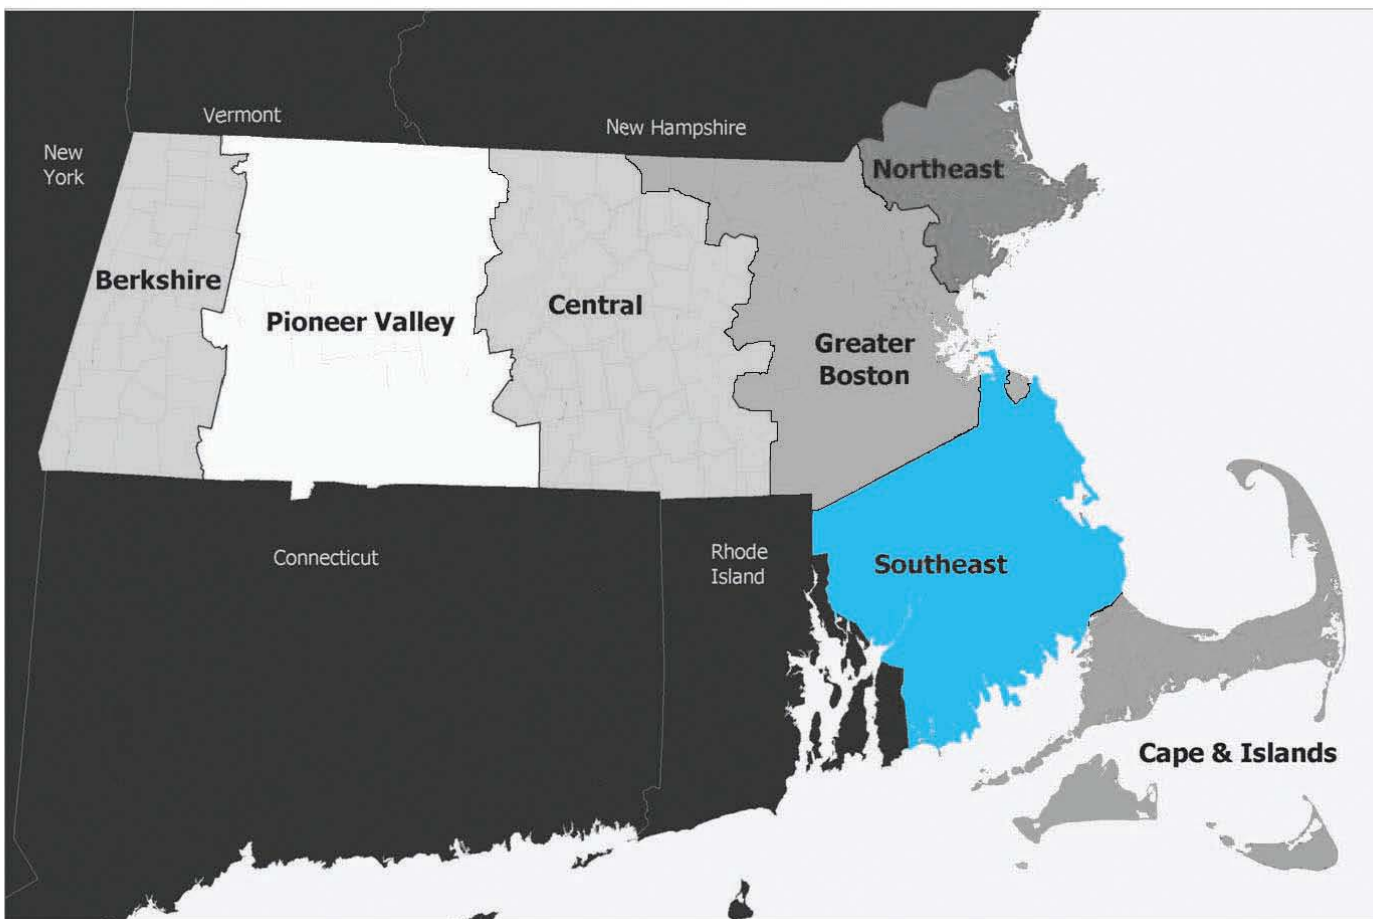 Vermont
New Hampshire
New
York
Northeast
Berkshire
Pioneer Valley
Central
Greater
Boston
Connecticut
Rhode
Island
Southeast
Cape & Islands